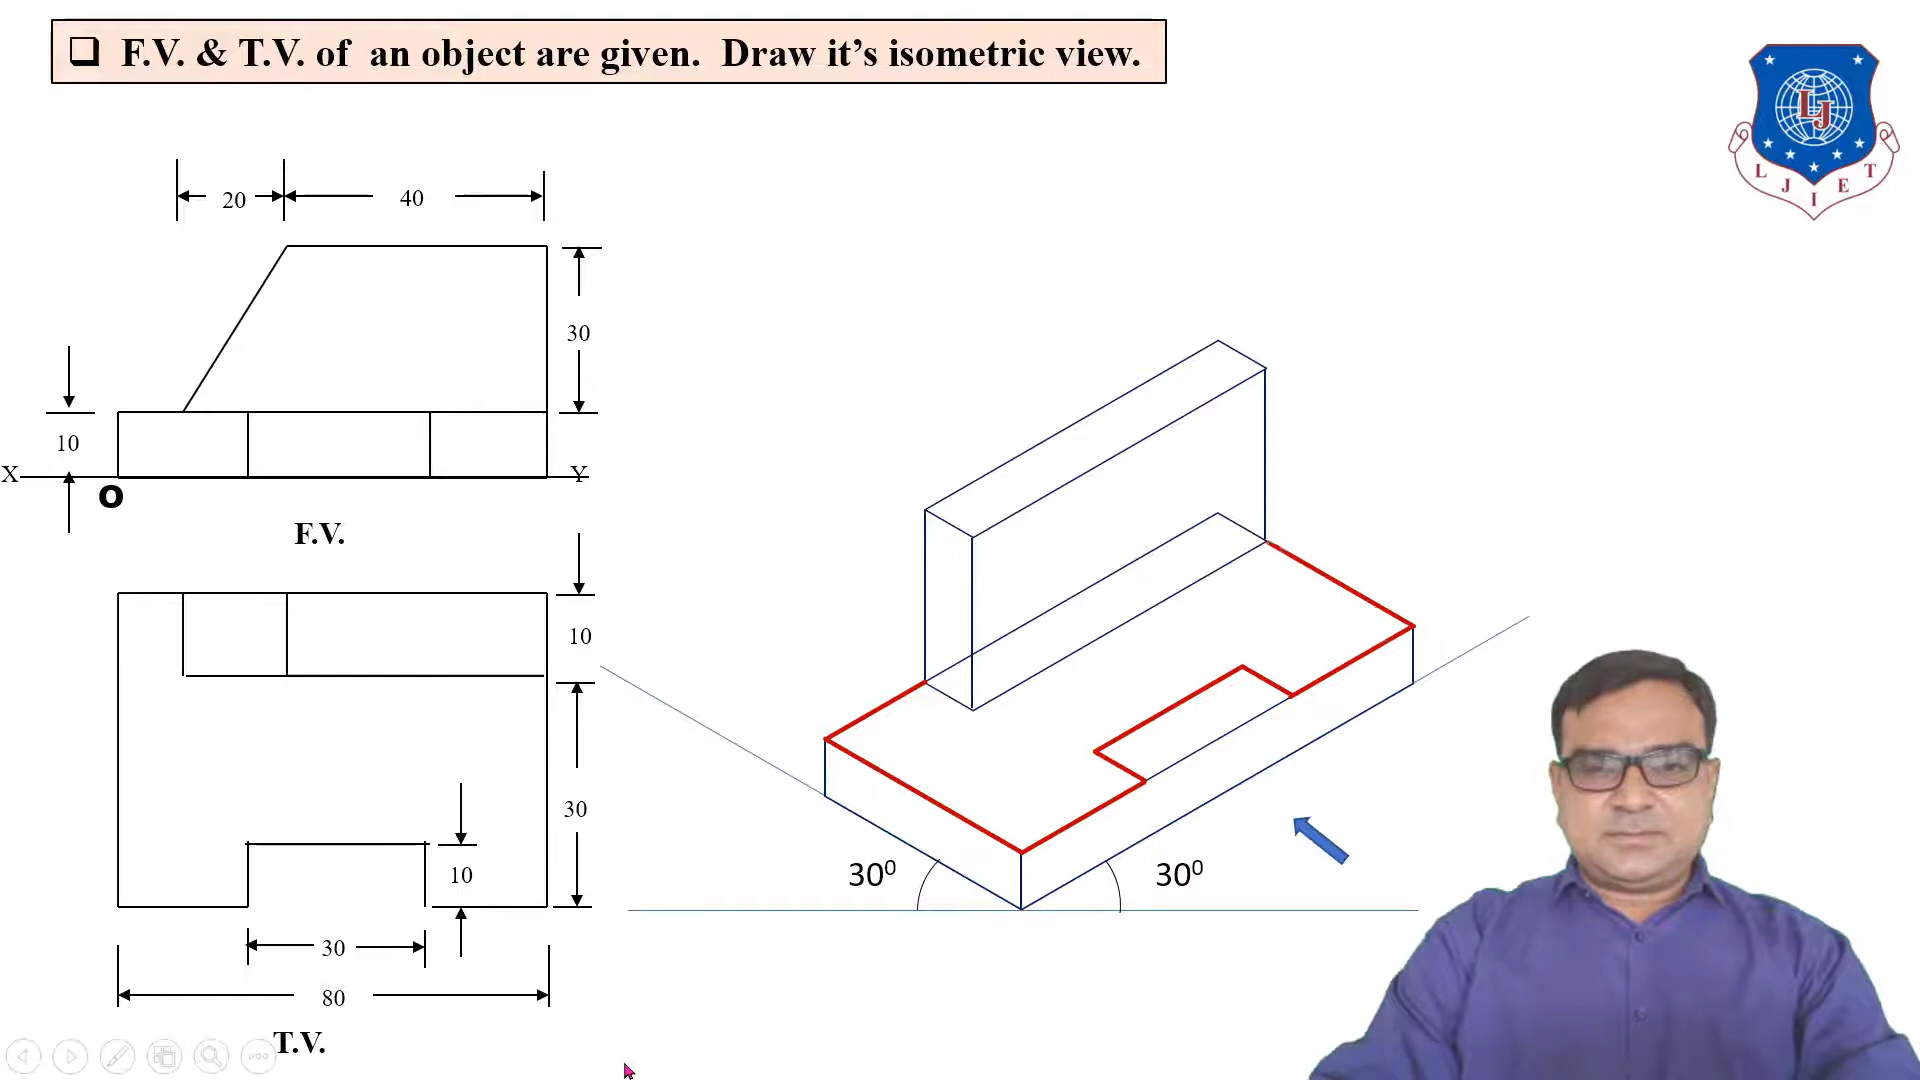 ❑ F.V. & T.V. of an object are given. Draw it’s isometric view.
20
40
30
10
X
Y
O
F.V.
10
30
10
30
80
T.V.
30⁰
30⁰
LJ
L J I E T